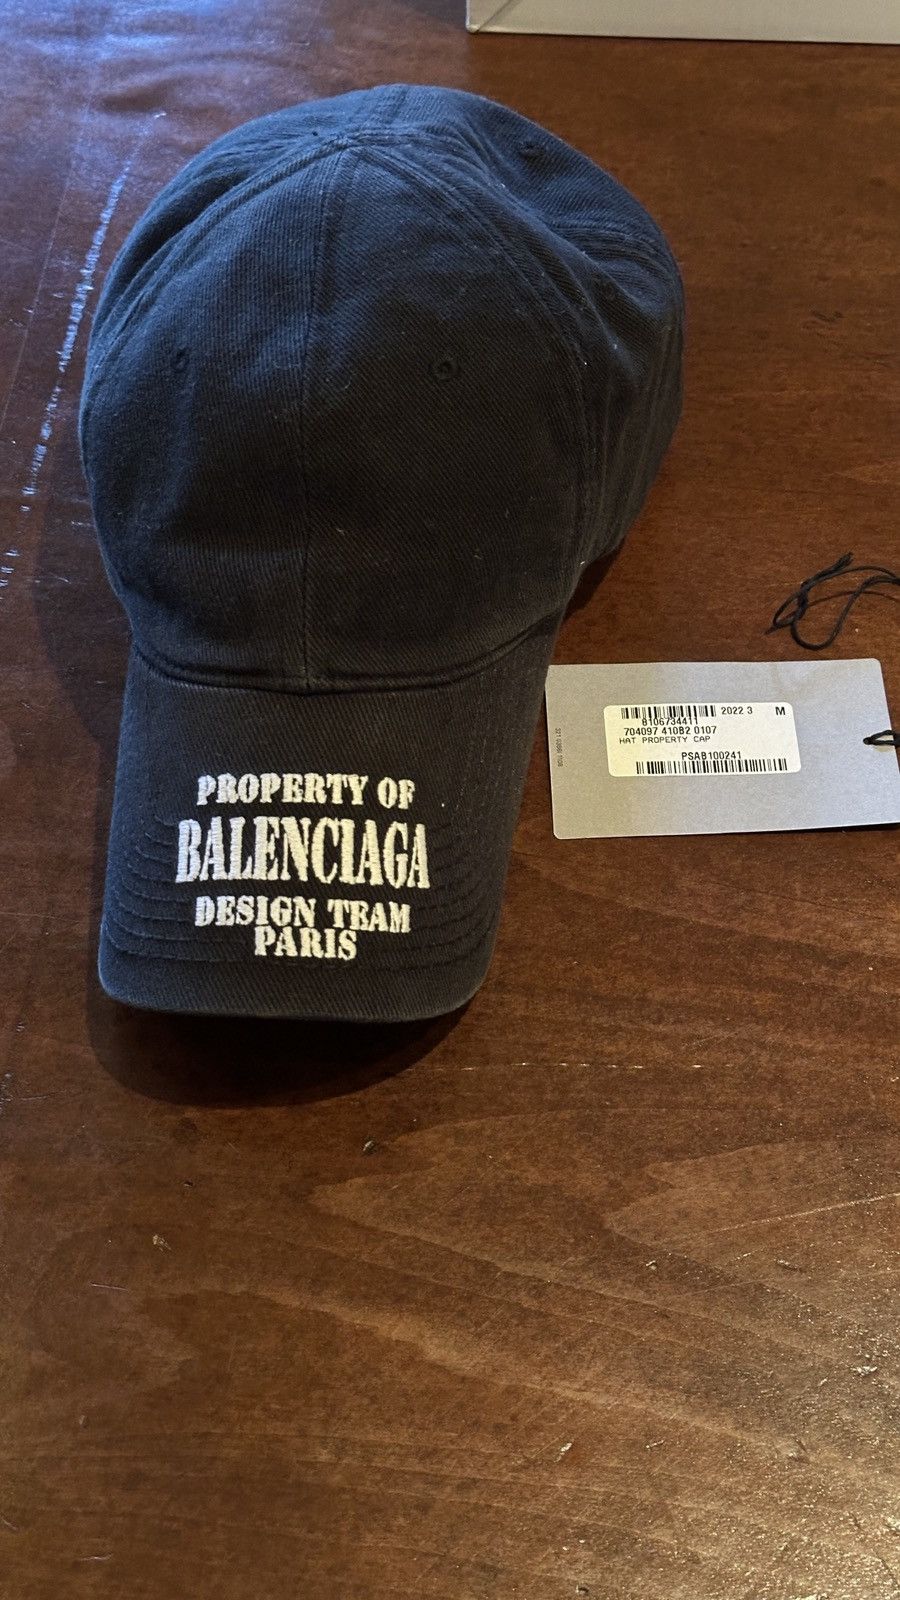 PROPERTY OF
BALENCIAGA
DESIGN TEAM
PARIS
2022 3 M
8106734411
704097 410B2 0107
HAT PROPERTY CAP
PSAB100241